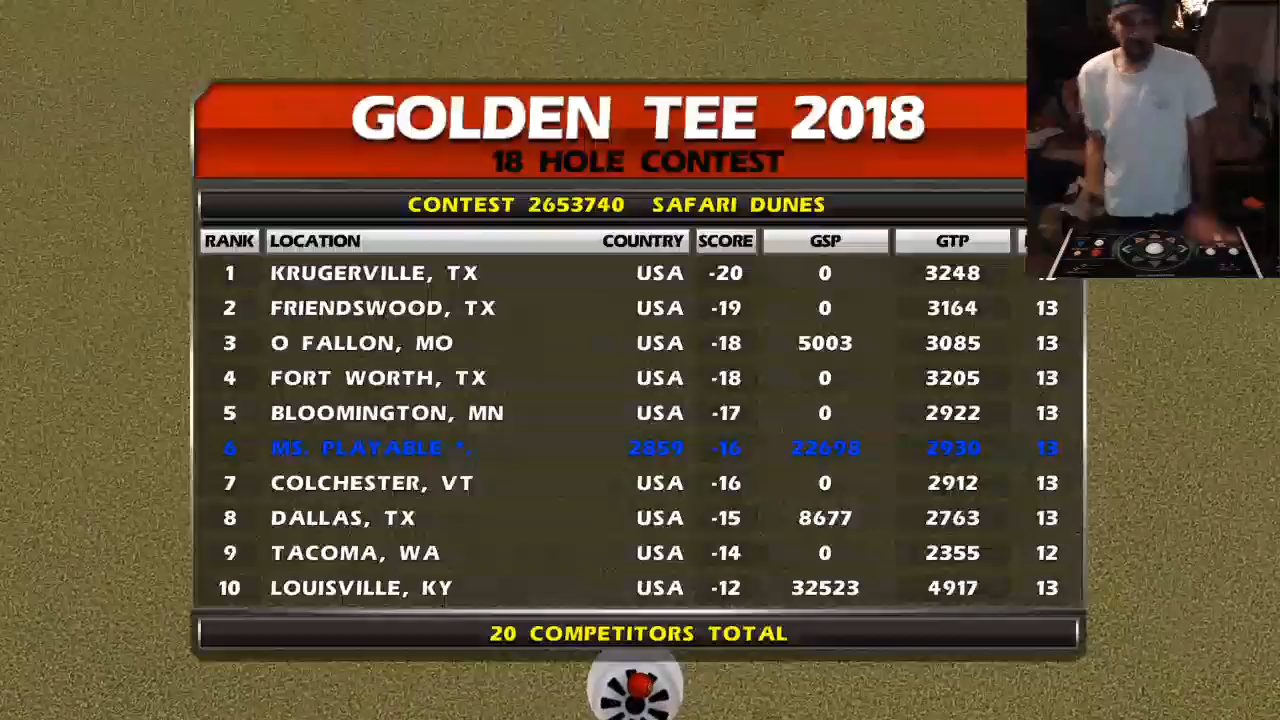 GOLDEN TEE 2018
18 HOLE CONTEST
CONTEST 2653740 SAFARI DUNES
RANK LOCATION COUNTRY SCORE GSP GTP
1 KRUGERVILLE, TX USA -20 0 3248
2 FRIENDSWOOD, TX USA -19 0 3164 13
3 O FALLON, MO USA -18 5003 3085 13
4 FORT WORTH, TX USA -18 0 3205 13
5 BLOOMINGTON, MN USA -17 0 2922 13
6 MS. PLAYABLE *. 2859 -16 22698 2930 13
7 COLCHESTER, VT USA -16 0 2912 13
8 DALLAS, TX USA -15 8677 2763 13
9 TACOMA, WA USA -14 0 2355 12
10 LOUISVILLE, KY USA -12 32523 4917 13
20 COMPETITORS TOTAL